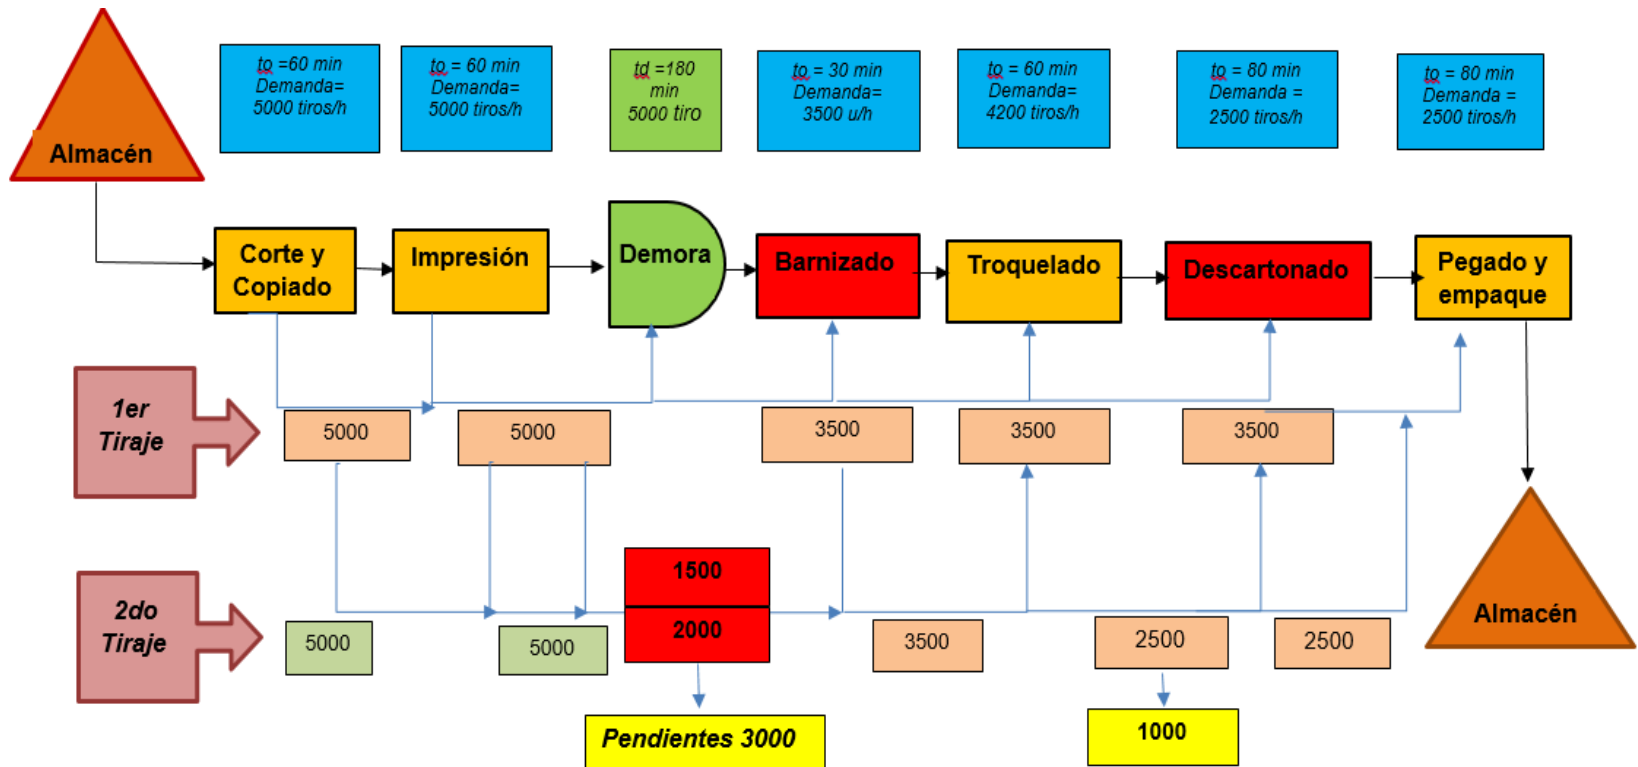 to =60 min
Demanda=
5000 tiros/h
to = 60 min
Demanda=
5000 tiros/h
td =180
min
5000 tiro
to = 30 min
Demanda=
3500 u/h
to = 60 min
Demanda=
4200 tiros/h
to = 80 min
Demanda =
2500 tiros/h
to = 80 min
Demanda =
2500 tiros/h
Almacén
Corte y
Copiado
Impresión
Demora
Barnizado
Troquelado
Descartonado
Pegado y
empaque
1er
Tiraje
5000
5000
3500
3500
3500
2do
Tiraje
5000
5000
1500
2000
3500
2500
2500
Almacén
Pendientes 3000
1000